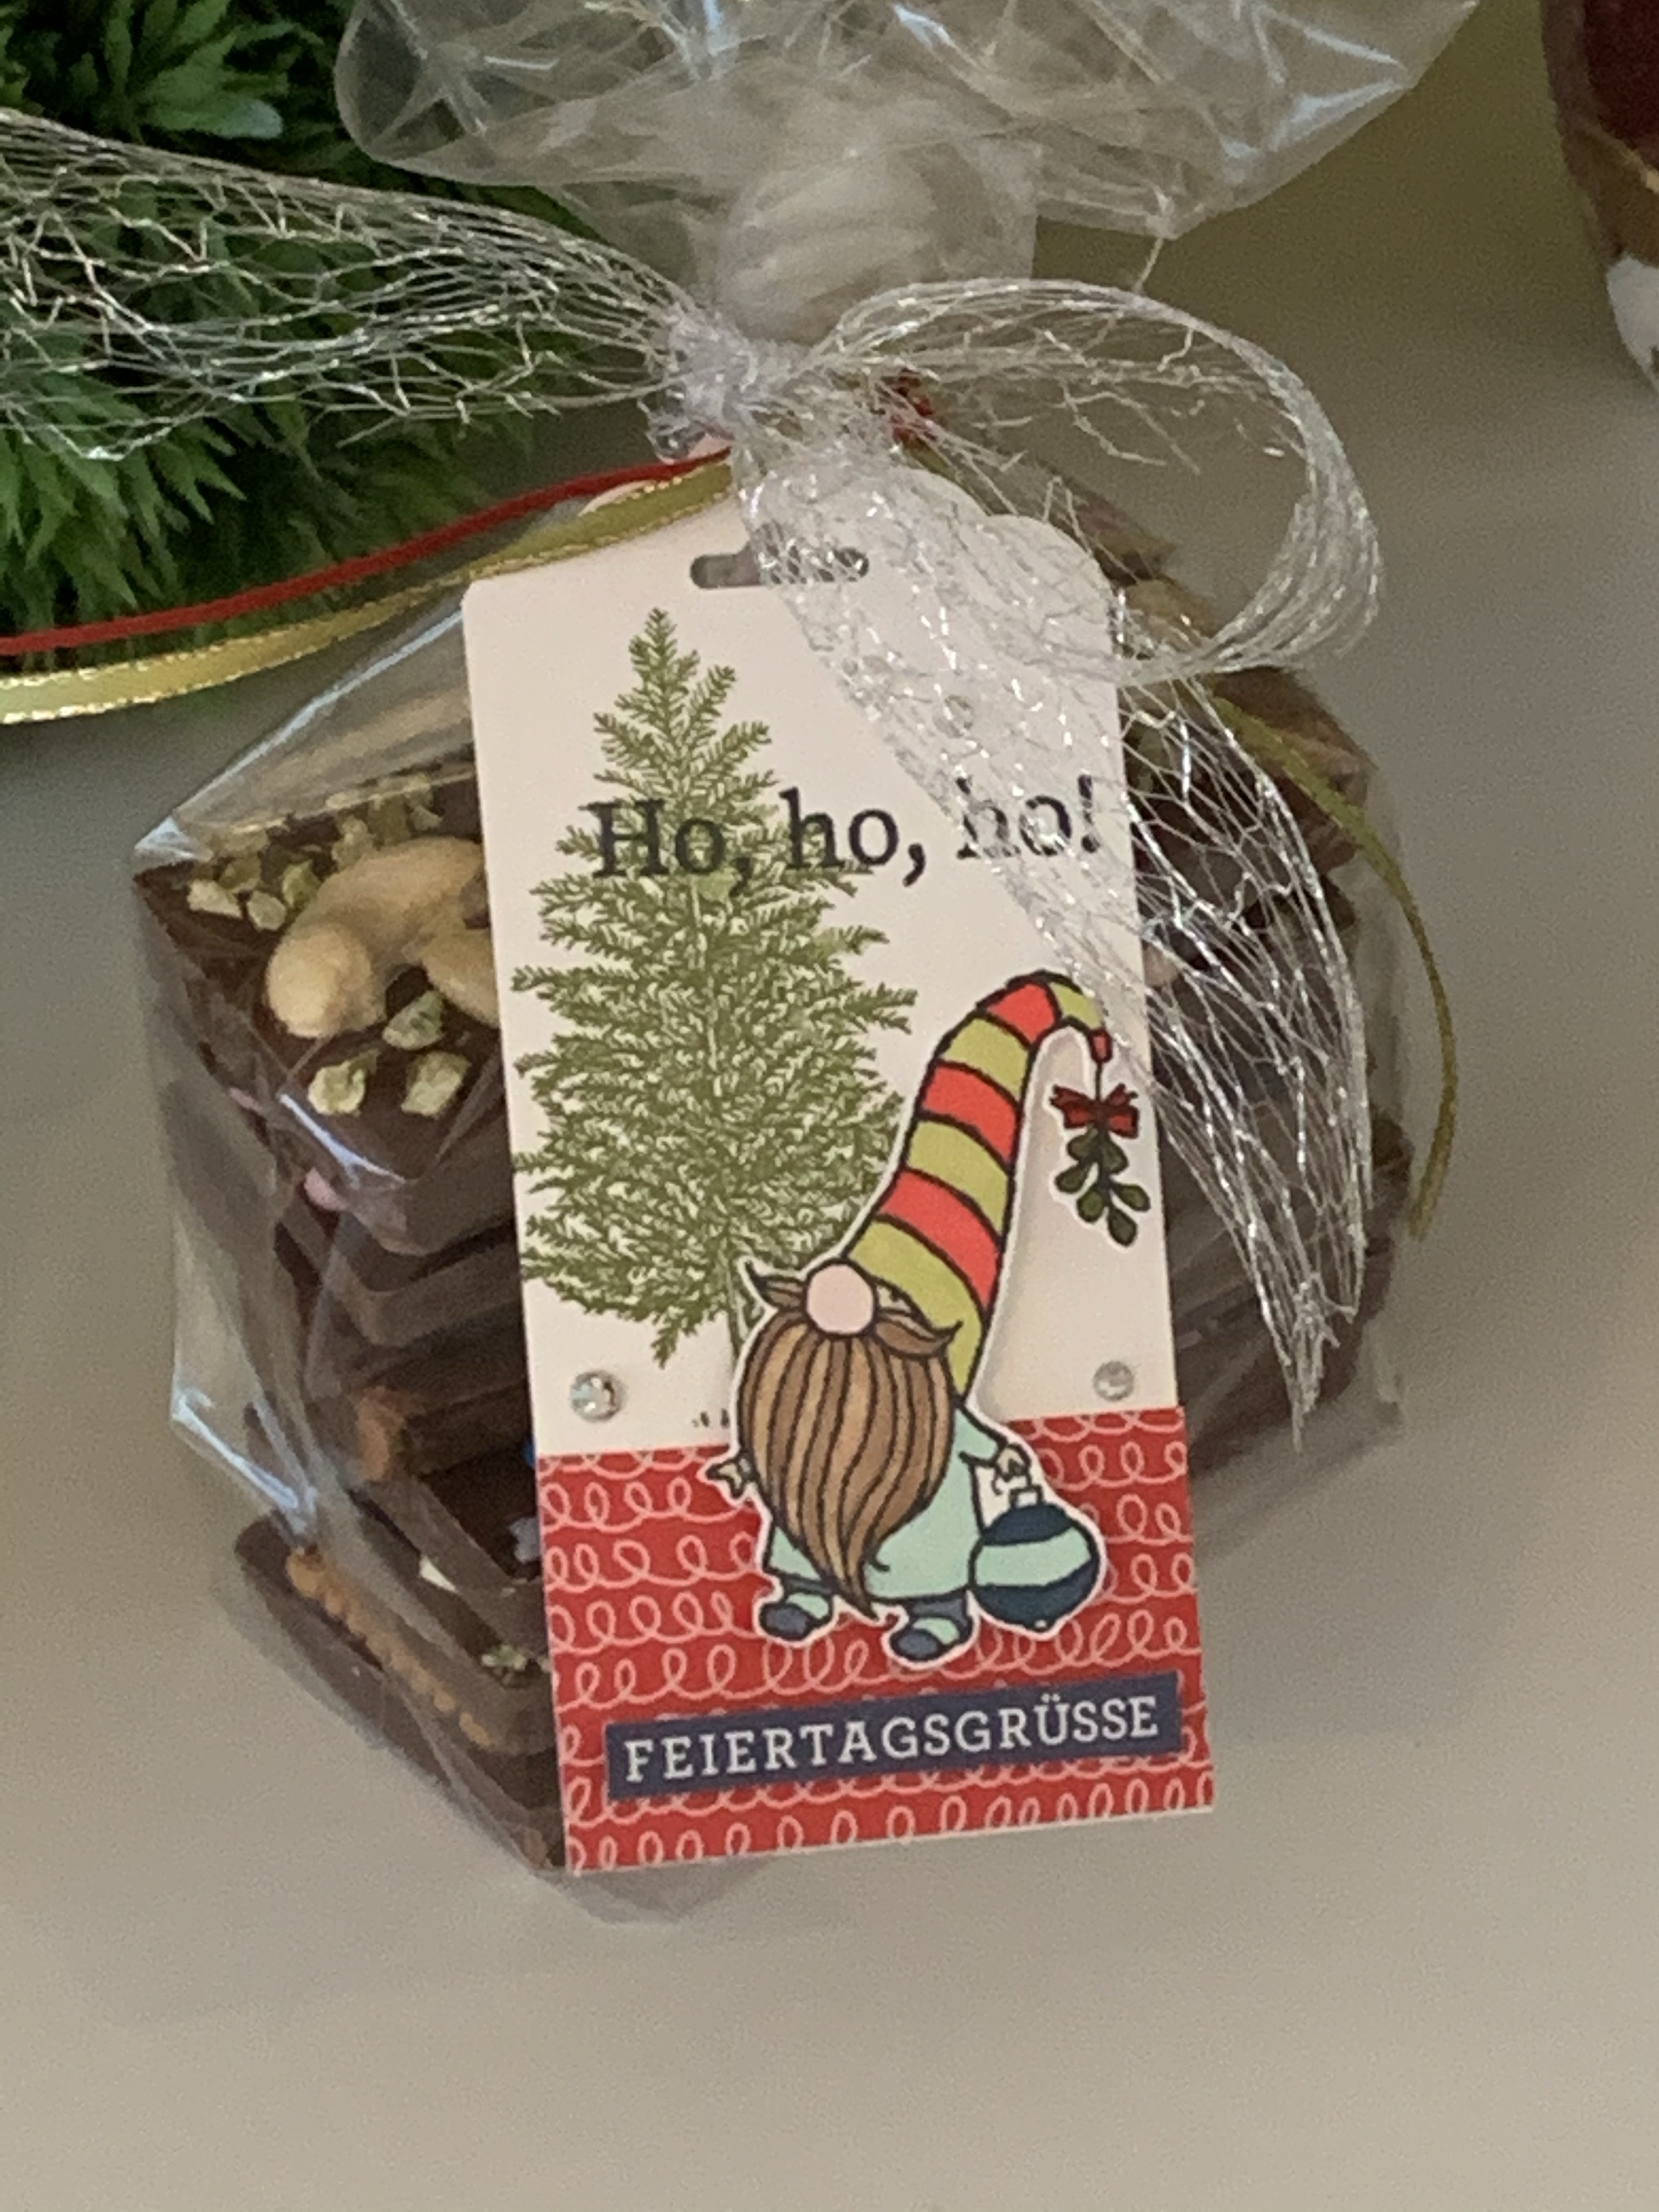 Ho, ho, ho!
FEIERTAGSGRÜSSE